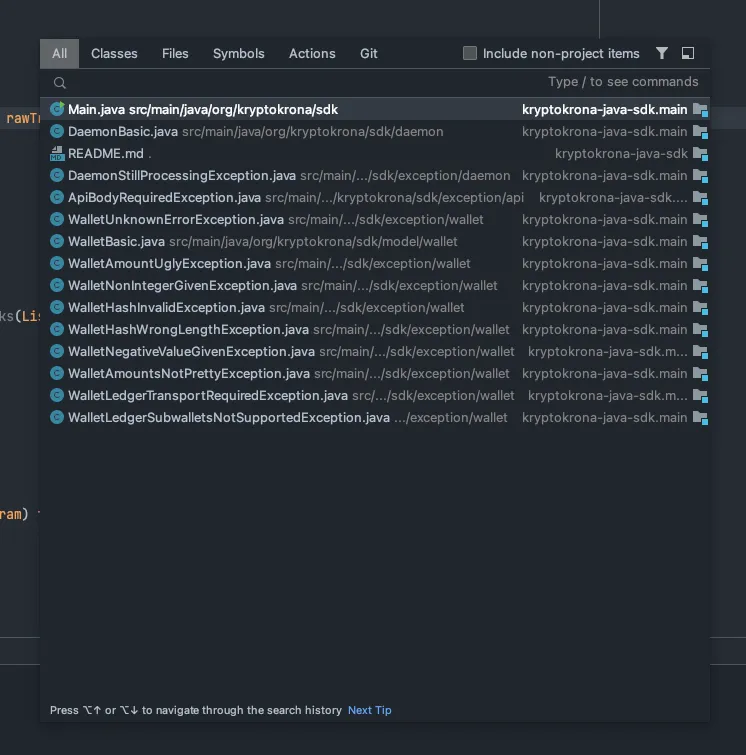 All Classes Files Symbols Actions Git Include non-project items
Type / to see commands
Main.java src/main/java/org/kryptokrona/sdk kryptokrona-java-sdk.main
rawTr
DaemonBasic.java src/main/java/org/kryptokrona/sdk/daemon kryptokrona-java-sdk.main
README.md . kryptokrona-java-sdk
DaemonStillProcessingException.java src/main/.../sdk/exception/daemon kryptokrona-java-sdk.main
ApiBodyRequiredException.java src/main/.../kryptokrona/sdk/exception/api kryptokrona-java-sdk....
WalletUnknownErrorException.java src/main/.../sdk/exception/wallet kryptokrona-java-sdk.main
WalletBasic.java src/main/java/org/kryptokrona/sdk/model/wallet kryptokrona-java-sdk.main
WalletAmountUglyException.java src/main/.../sdk/exception/wallet kryptokrona-java-sdk.main
WalletNonIntegerGivenException.java src/main/.../sdk/exception/wallet kryptokrona-java-sdk.main
WalletHashInvalidException.java src/main/.../sdk/exception/wallet kryptokrona-java-sdk.main
ks(Lis
WalletHashWrongLengthException.java src/main/.../sdk/exception/wallet kryptokrona-java-sdk.main
WalletNegativeValueGivenException.java src/main/.../sdk/exception/wallet kryptokrona-java-sdk.m...
WalletAmountsNotPrettyException.java src/main/.../sdk/exception/wallet kryptokrona-java-sdk.main
WalletLedgerTransportRequiredException.java src/.../sdk/exception/wallet kryptokrona-java-sdk.m...
WalletLedgerSubwalletsNotSupportedException.java .../exception/wallet kryptokrona-java-sdk.main
ram)
Press ⌥↑ or ⌥↓ to navigate through the search history Next Tip